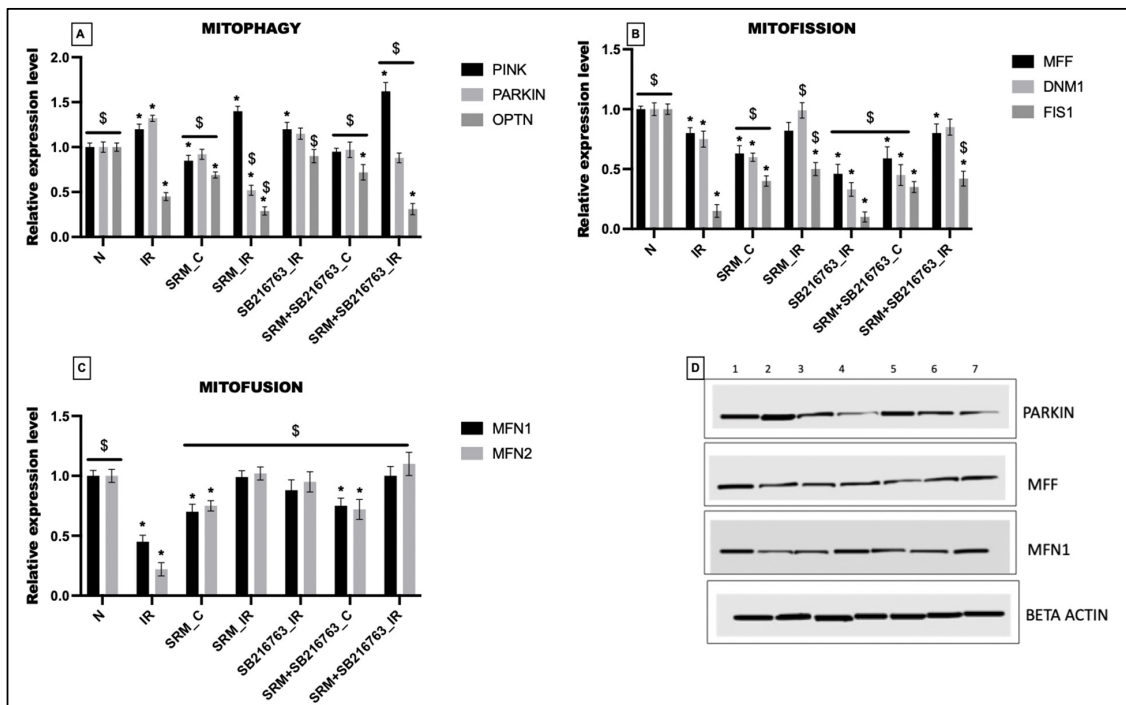 A
MITOPHAGY
Relative expression level
2.0
1.5
1.0
0.5
0.0
$
*
*
*
*
$
*
*
$
*
$
*
*
$
$
*
$
*
*
N
IR
SRM_C
SRM_IR
SB216763_IR
SRM+SB216763_C
SRM+SB216763_IR
PINK
PARKIN
OPTN
B
MITOFISSION
Relative expression level
1.5
1.0
0.5
0.0
$
*
*
*
$
*
*
*
$
$
*
$
*
*
*
*
*
*
*
$
*
N
IR
SRM_C
SRM_IR
SB216763_IR
SRM+SB216763_C
SRM+SB216763_IR
MFF
DNM1
FIS1
C
MITOFUSION
Relative expression level
1.5
1.0
0.5
0.0
$
*
*
$
*
*
*
*
N
IR
SRM_C
SRM_IR
SB216763_IR
SRM+SB216763_C
SRM+SB216763_IR
MFN1
MFN2
D
1 2 3 4 5 6 7
PARKIN
MFF
MFN1
BETA ACTIN